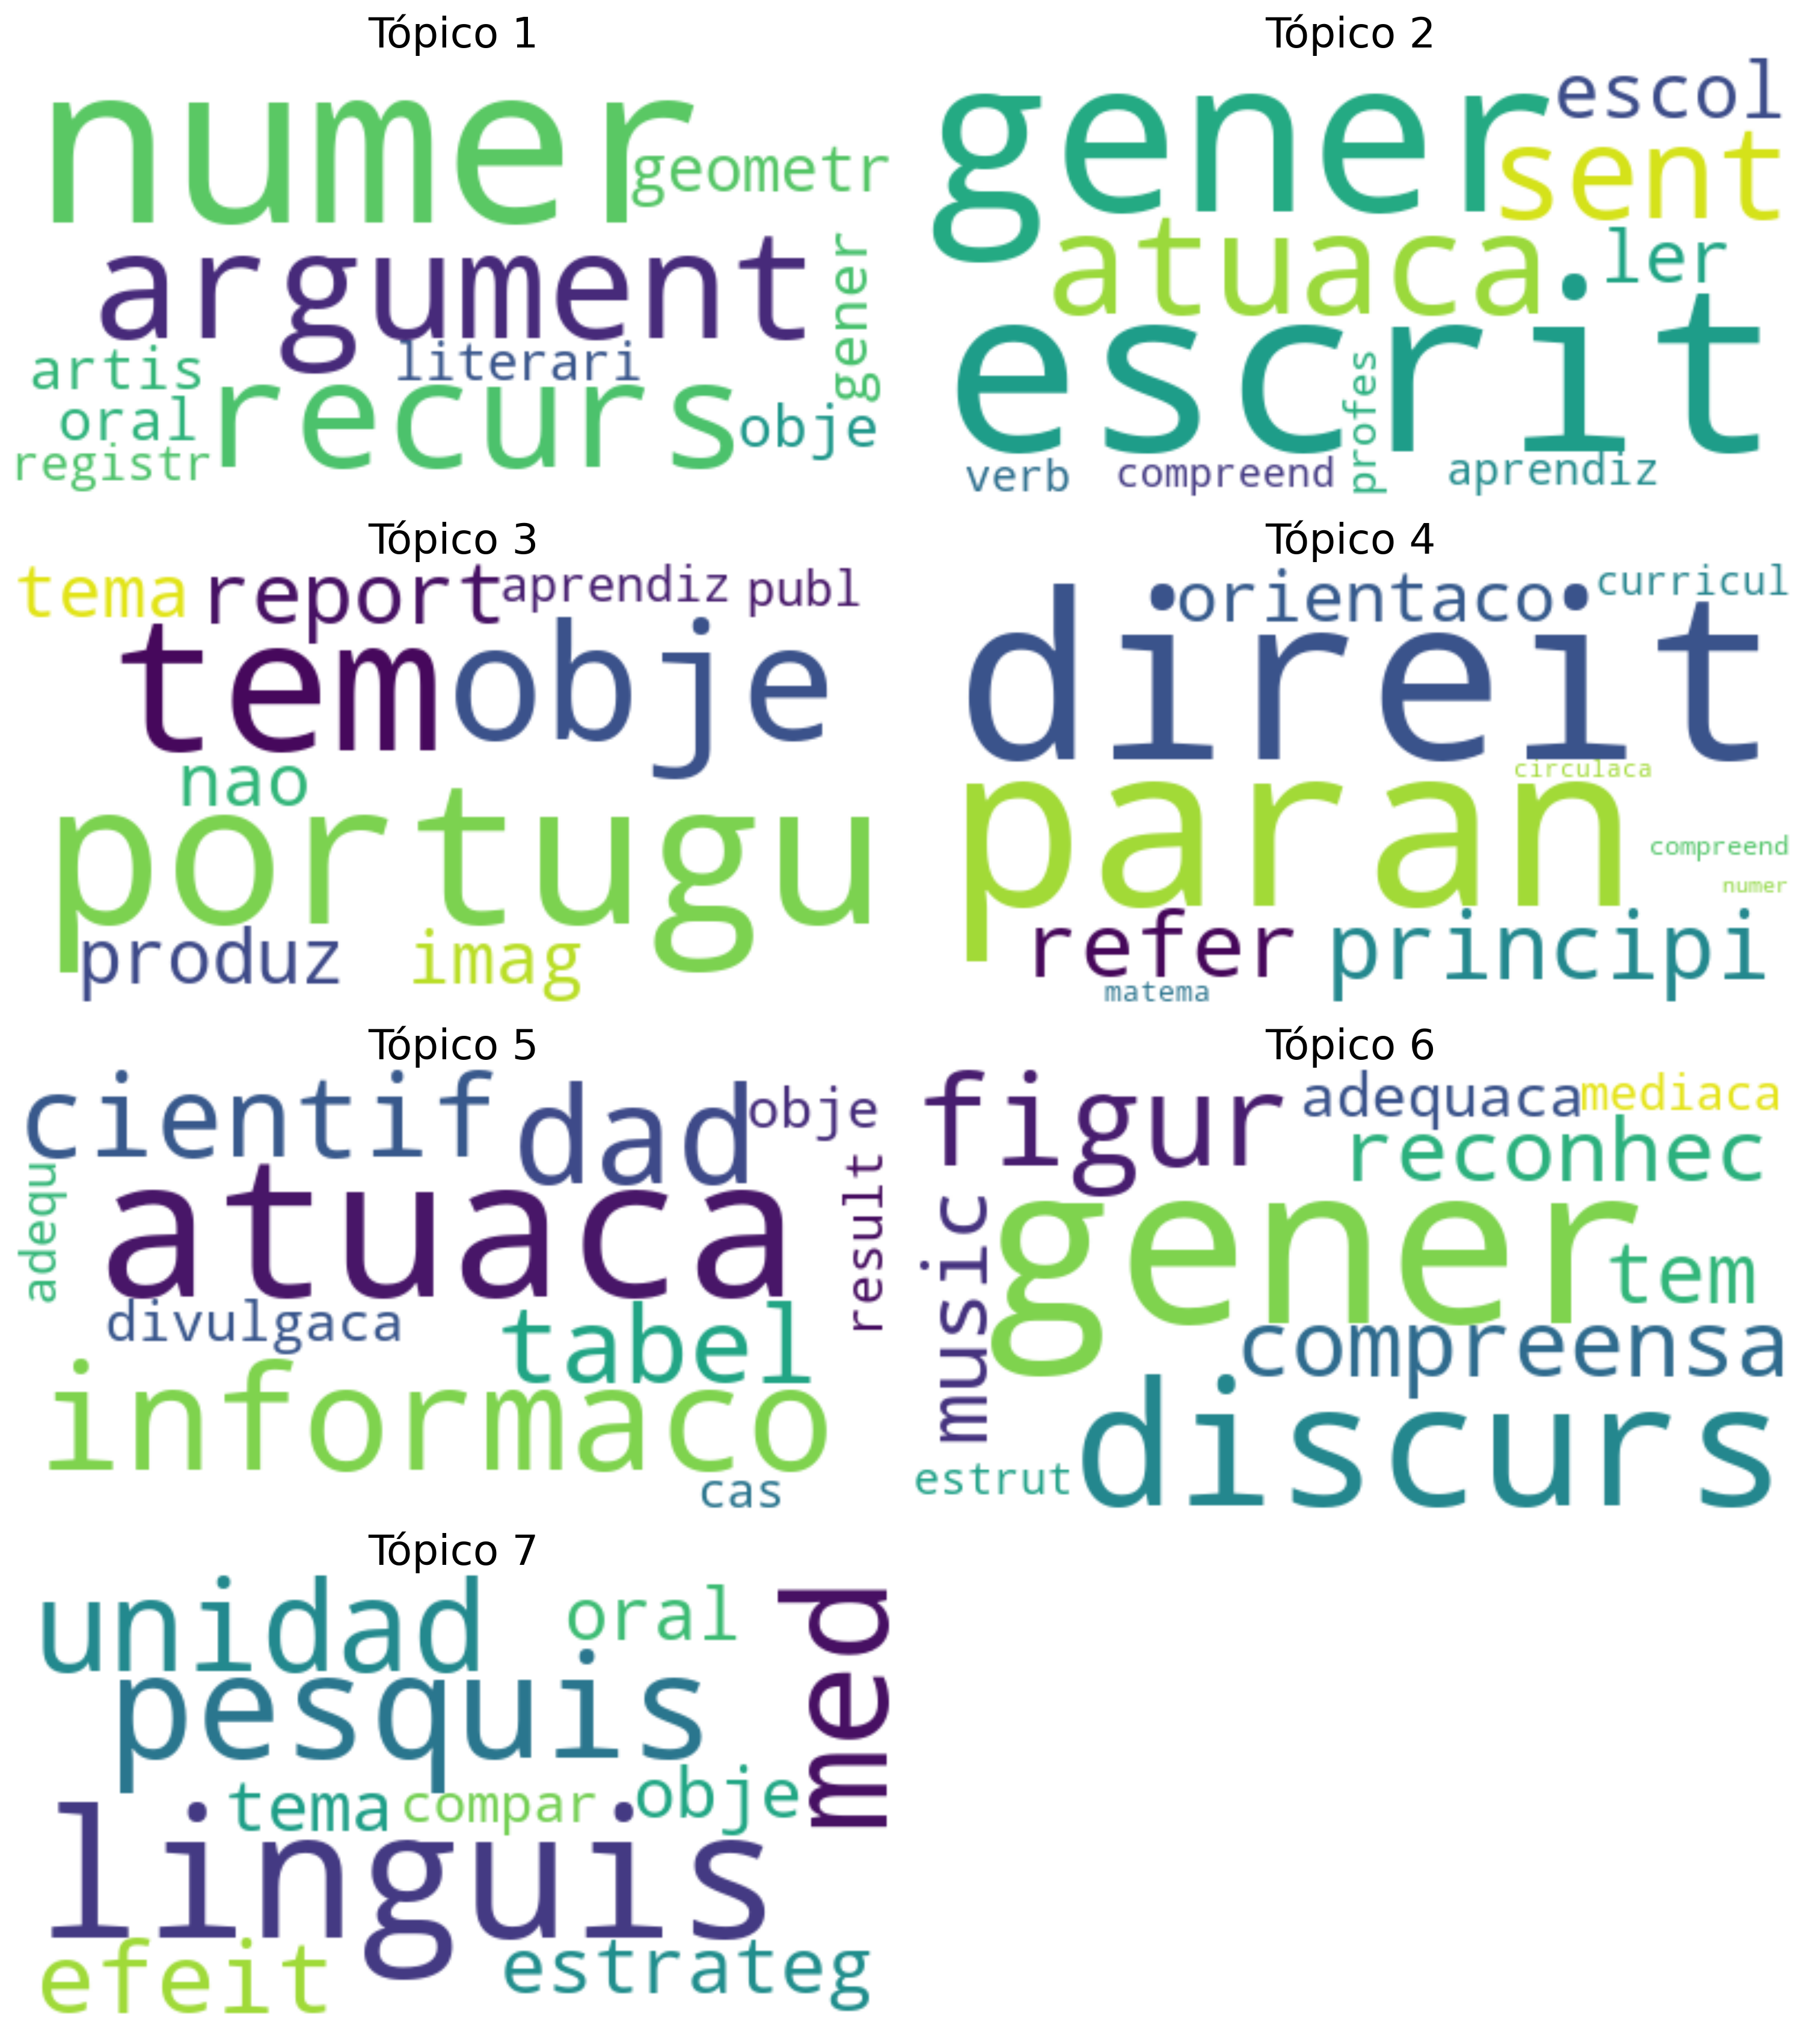 Tópico 1
numer
geometr
argument
gener
literari
artis
recurs
oral
obje
registr
Tópico 2
gener
escol
sent
atuaca
ler
escrit
profes
verb
compreend
aprendiz
Tópico 3
tema
report
aprendiz
publ
tem
obje
nao
portugu
produz
imag
Tópico 4
orientaco
curricul
direit
circulaca
paran
compreend
numer
refer
principi
matema
Tópico 5
cientif
dad
obje
adequ
atuaca
result
divulgaca
tabel
informaco
cas
Tópico 6
figur
adequaca
mediaca
reconhec
music
gener
tem
compreensa
discurs
estrut
Tópico 7
unidad
oral
med
pesquis
tema
compar
obje
linguis
efeit
estrateg